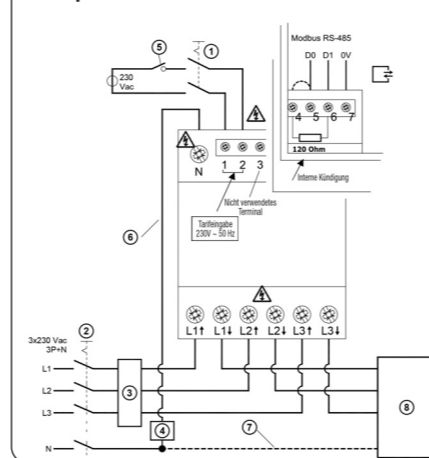 Modbus RS-485
D0 D1 0V
5
1
230
Vac
4 5 6 7
120 Ohm
Interne Kündigung
N
1 2 3
Nicht verwendetes
Terminal
Tarifeingabe
230V ~ 50 Hz
6
L1↑ L1↓ L2↑ L2↓ L3↑ L3↓
3x230 Vac
3P+N
2
L1
L2
L3
3
8
4
7
N